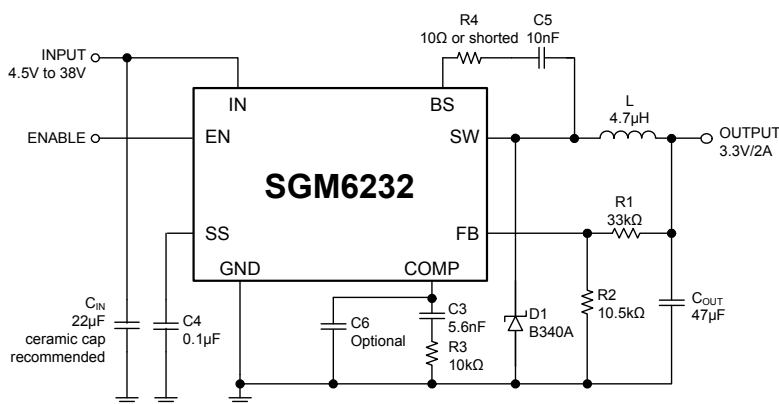 R4
10Ω or shorted
C5
10nF
INPUT
4.5V to 38V
IN
BS
L
4.7μH
ENABLE
EN
SW
OUTPUT
3.3V/2A
SGM6232
R1
33kΩ
SS
FB
GND
COMP
CIN
22μF
ceramic cap
recommended
C4
0.1μF
C6
Optional
C3
5.6nF
R3
10kΩ
D1
B340A
R2
10.5kΩ
COUT
47μF